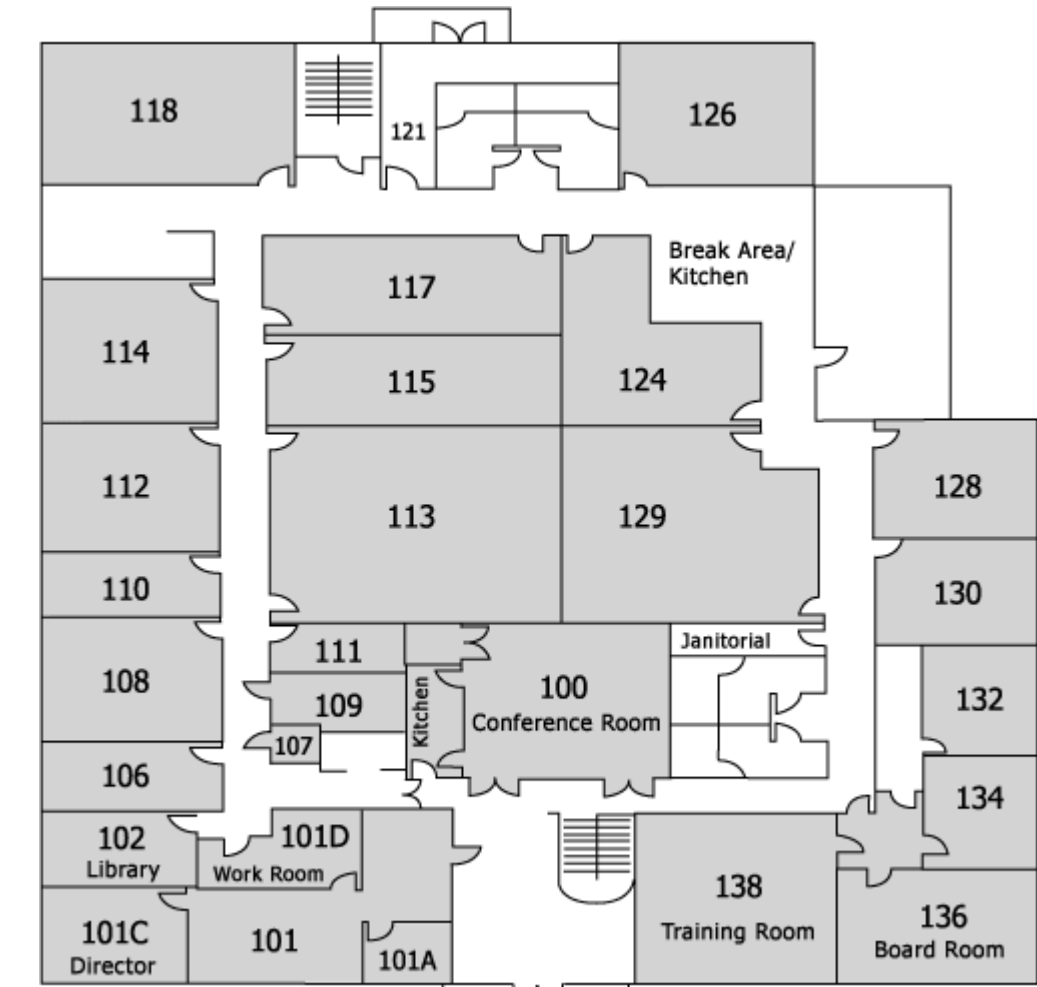 118
121
126
Break Area/
Kitchen
117
114
115
124
112
113
129
128
110
130
111
Janitorial
108
109
Kitchen
100
Conference Room
132
107
106
134
102
Library
101D
Work Room
138
Training Room
136
Board Room
101C
Director
101
101A